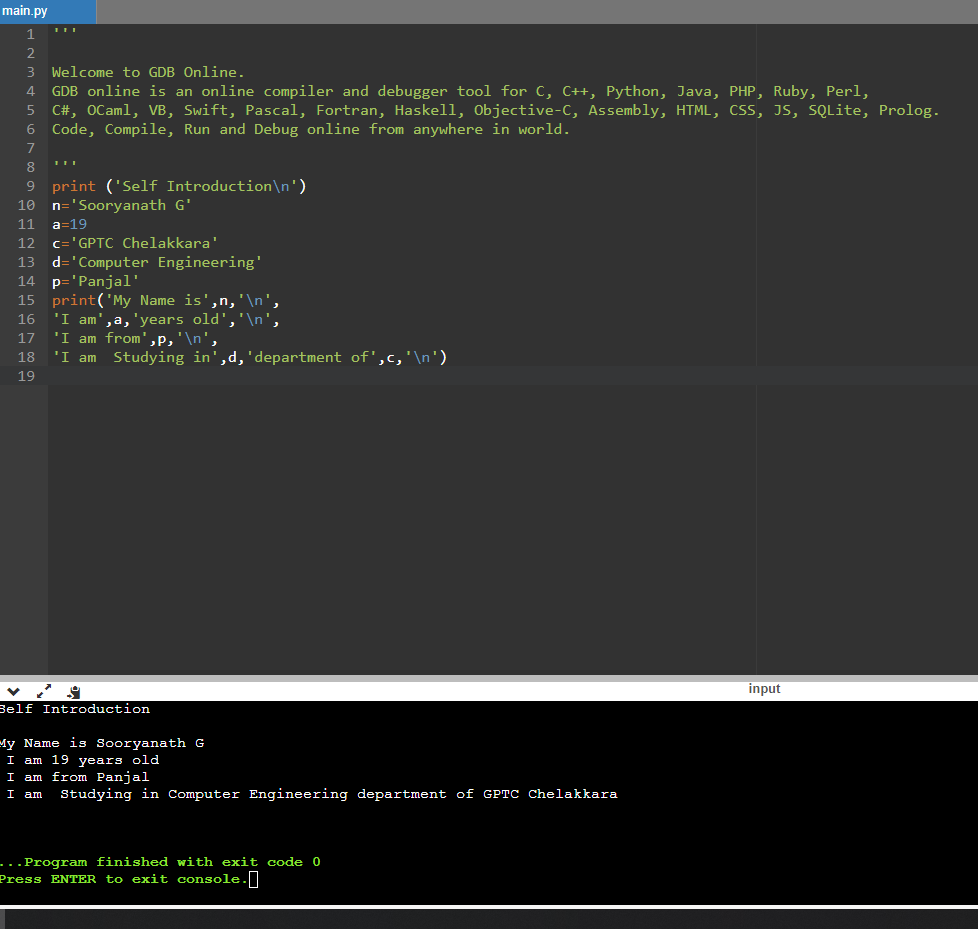 main.py
1 '''
2
3 Welcome to GDB Online.
4 GDB online is an online compiler and debugger tool for C, C++, Python, Java, PHP, Ruby, Perl,
5 C#, OCaml, VB, Swift, Pascal, Fortran, Haskell, Objective-C, Assembly, HTML, CSS, JS, SQLite, Prolog.
6 Code, Compile, Run and Debug online from anywhere in world.
7
8 '''
9 print ('Self Introduction\n')
10 n='Sooryanath G'
11 a=19
12 c='GPTC Chelakkara'
13 d='Computer Engineering'
14 p='Panjal'
15 print('My Name is',n,'\n',
16 'I am',a,'years old','\n',
17 'I am from',p,'\n',
18 'I am  Studying in',d,'department of',c,'\n')
19
input
Self Introduction
My Name is Sooryanath G
I am 19 years old
I am from Panjal
I am  Studying in Computer Engineering department of GPTC Chelakkara
...Program finished with exit code 0
Press ENTER to exit console.